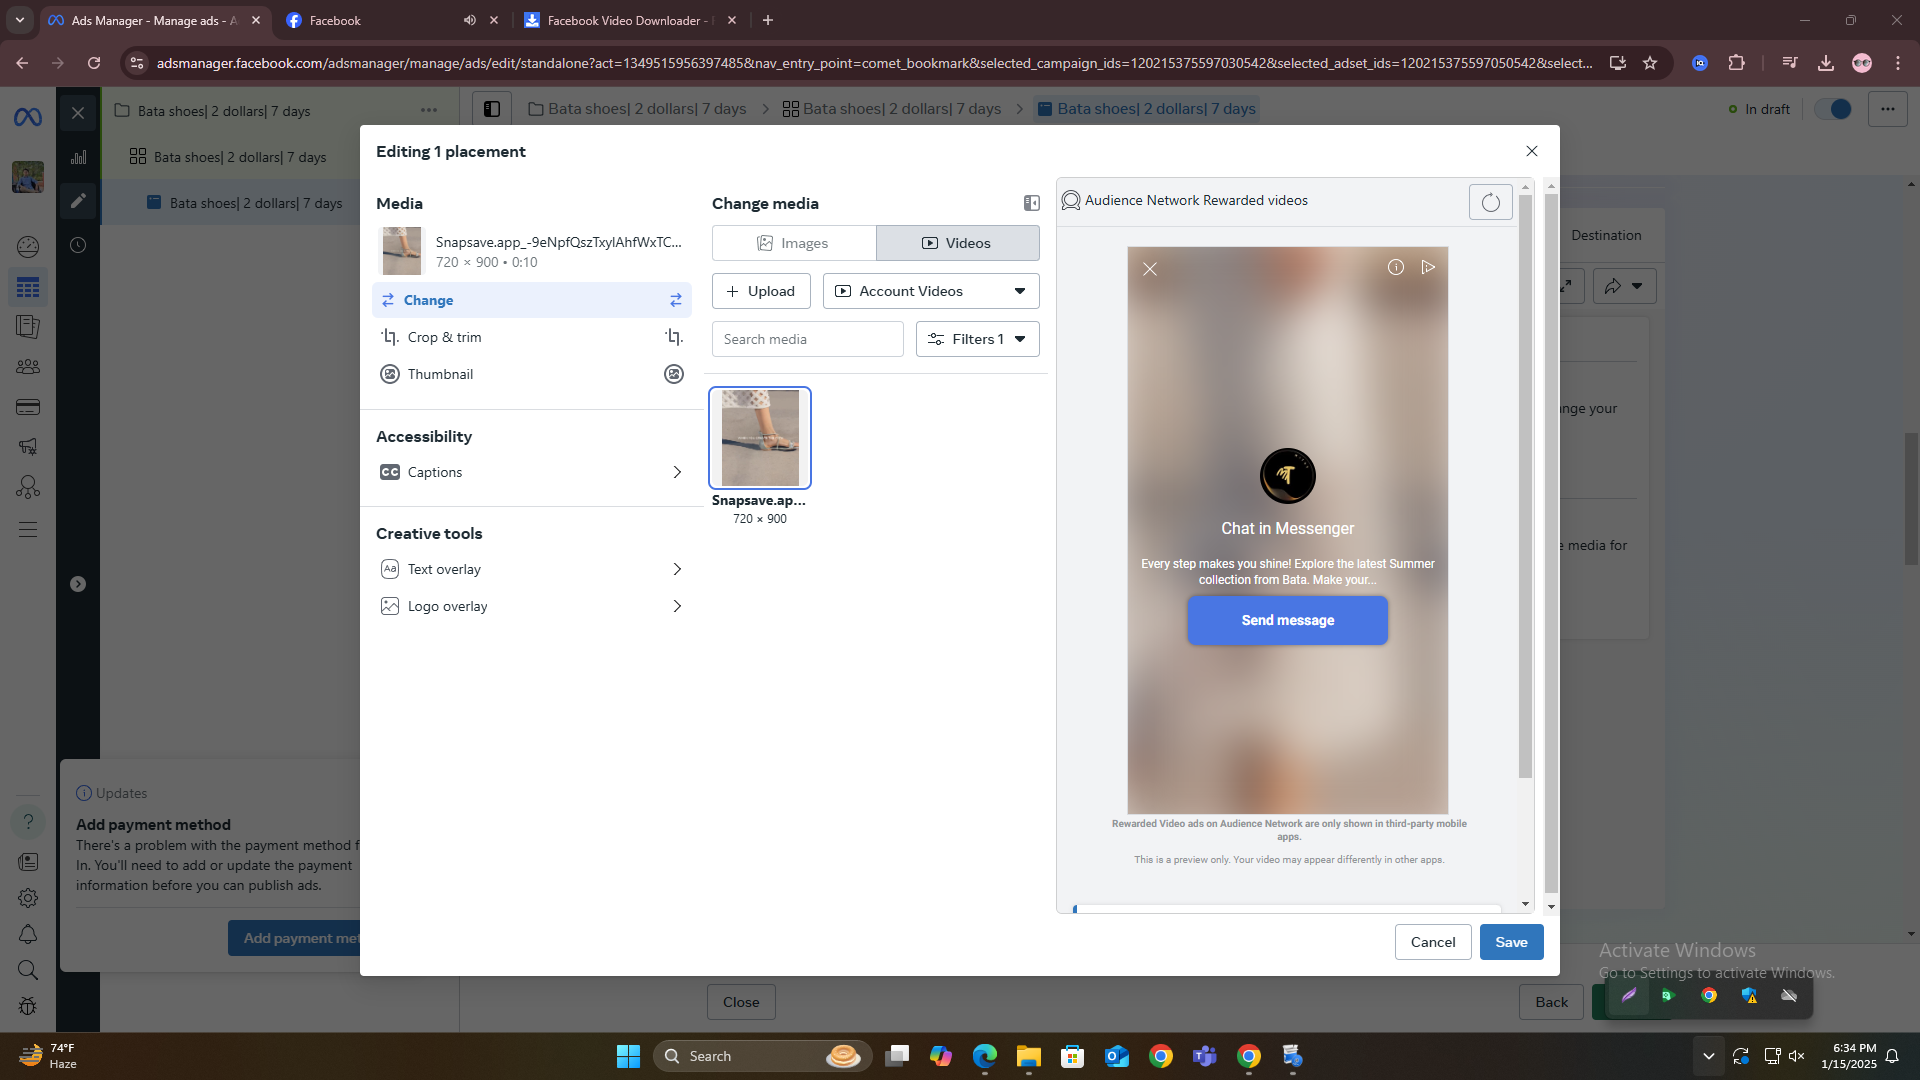 Ads Manager - Manage ads - A
Facebook
Facebook Video Downloader -
adsmanager.facebook.com/adsmanager/manage/ads/edit/standalone?act=1349515956397485&nav_entry_point=comet_bookmark&selected_campaign_ids=120215375597030542&selected_adset_ids=120215375597050542&select...
Bata shoes| 2 dollars| 7 days
Bata shoes| 2 dollars| 7 days
Bata shoes| 2 dollars| 7 days
Bata shoes| 2 dollars| 7 days
Bata shoes| 2 dollars| 7 days
Bata shoes| 2 dollars| 7 days
In draft
Editing 1 placement
Media
Snapsave.app_-9eNpfQszTxylAhfWxTC...
720 × 900 • 0:10
Change
Crop & trim
Thumbnail
Accessibility
CC Captions
Creative tools
Aa Text overlay
Logo overlay
Change media
Images
Videos
Upload
Account Videos
Search media
Filters 1
Snapsave.ap...
720 × 900
Audience Network Rewarded videos
Chat in Messenger
Every step makes you shine! Explore the latest Summer
collection from Bata. Make your...
Send message
Rewarded Video ads on Audience Network are only shown in third-party mobile
apps.
This is a preview only. Your video may appear differently in other apps.
Cancel
Save
Destination
nge your
media for
Updates
Add payment method
There's a problem with the payment method f
In. You'll need to add or update the payment
information before you can publish ads.
Add payment met
Close
Back
Activate Windows
Go to Settings to activate Windows.
74°F
Haze
Search
6:34 PM
1/15/2025